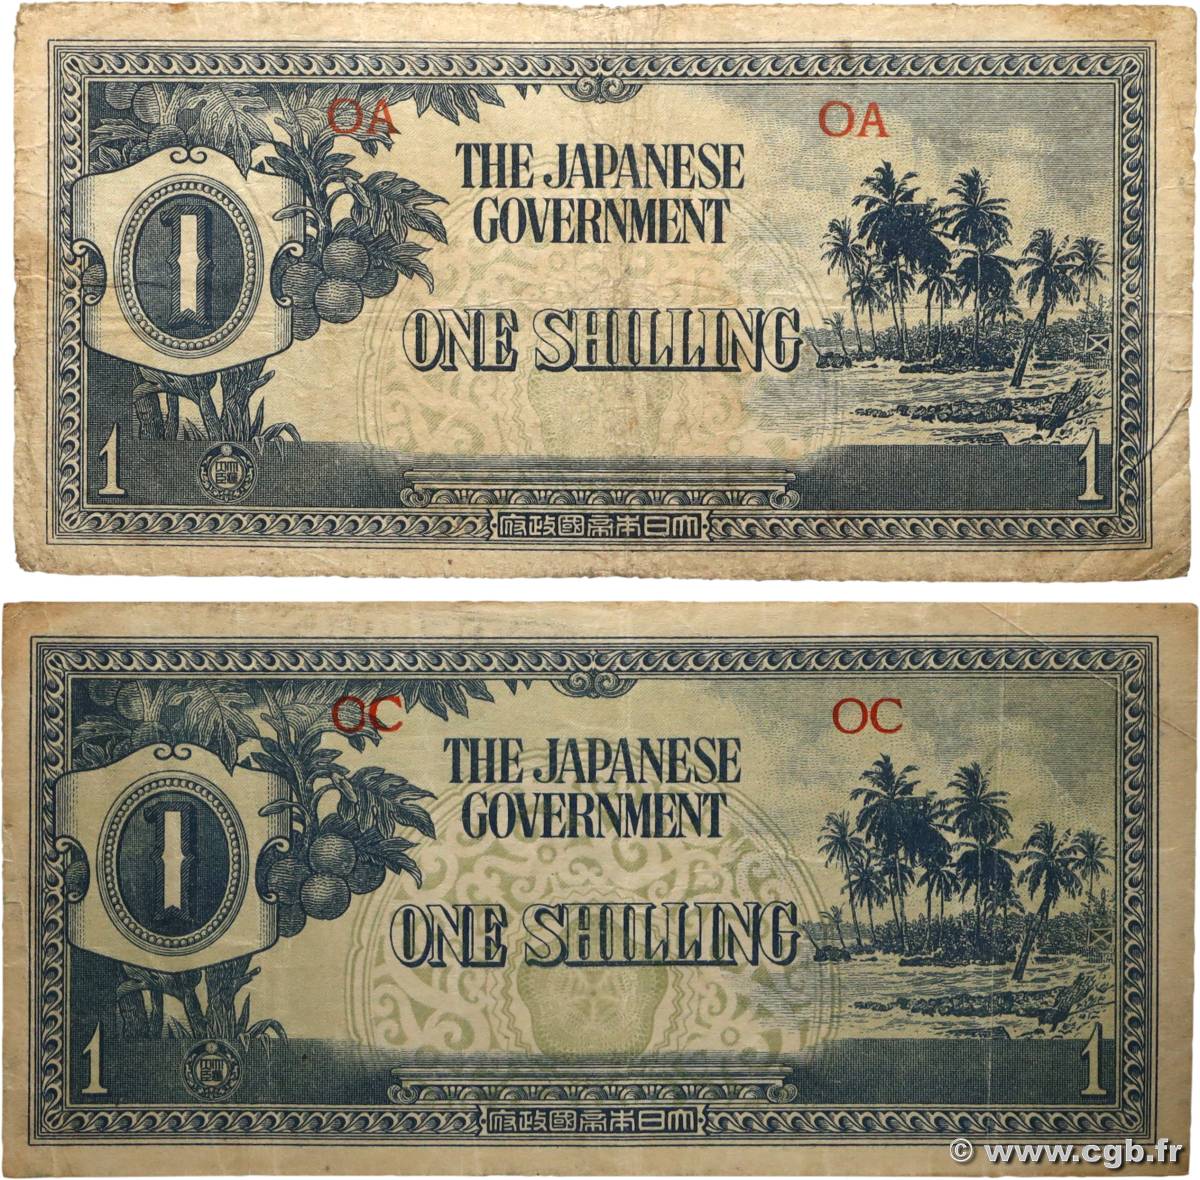 OA OA
THE JAPANESE
GOVERNMENT
1
ONE SHILLING
1 1
府政國帝本日大
OC OC
THE JAPANESE
GOVERNMENT
1
ONE SHILLING
1 1
府政國帝本日大
© www.cgb.fr